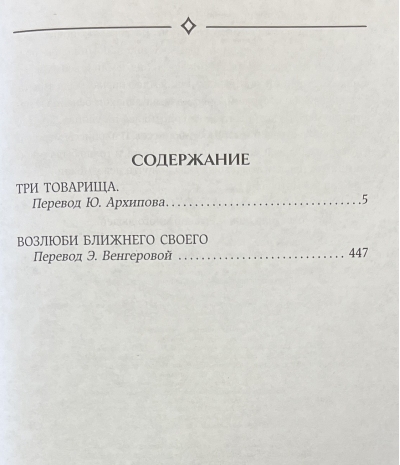 СОДЕРЖАНИЕ
ТРИ ТОВАРИЩА.
Перевод Ю. Архипова..................................5
ВОЗЛЮБИ БЛИЖНЕГО СВОЕГО
Перевод Э. Венгеровой ............................. 447